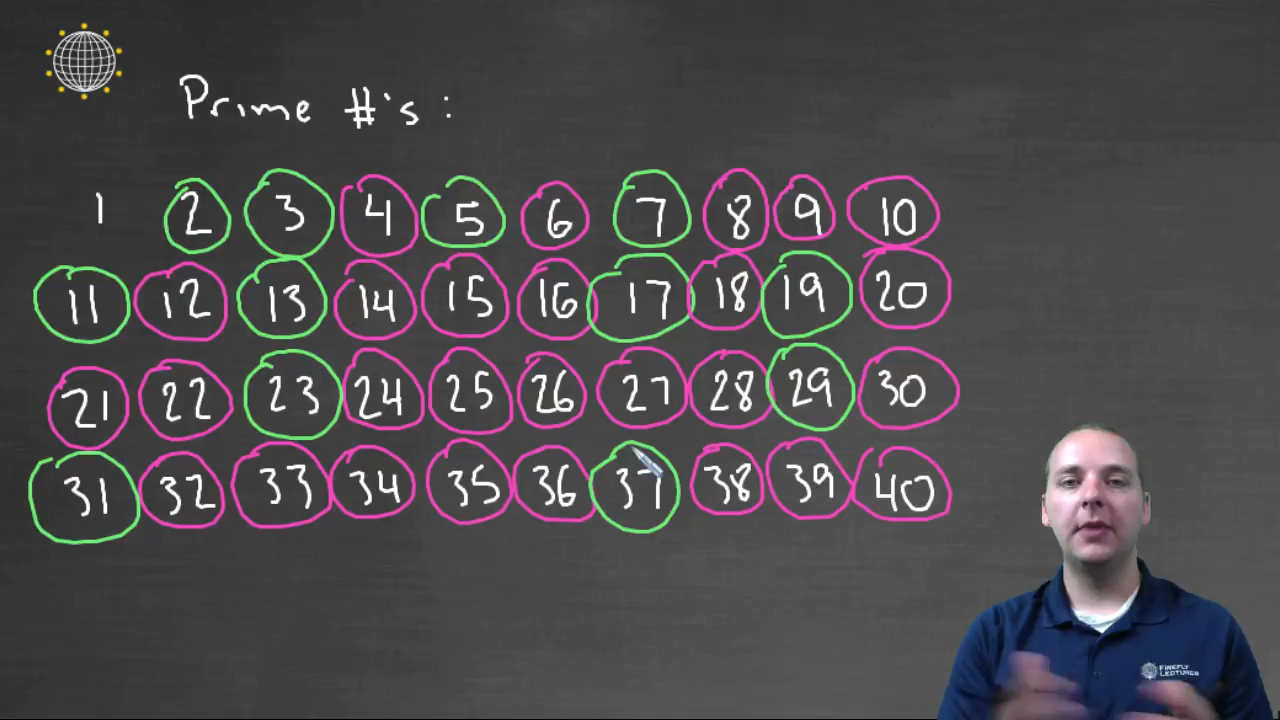 Prime #'s:
1 2 3 4 5 6 7 8 9 10
11 12 13 14 15 16 17 18 19 20
21 22 23 24 25 26 27 28 29 30
31 32 33 34 35 36 37 38 39 40
FIREFLY
LECTURES